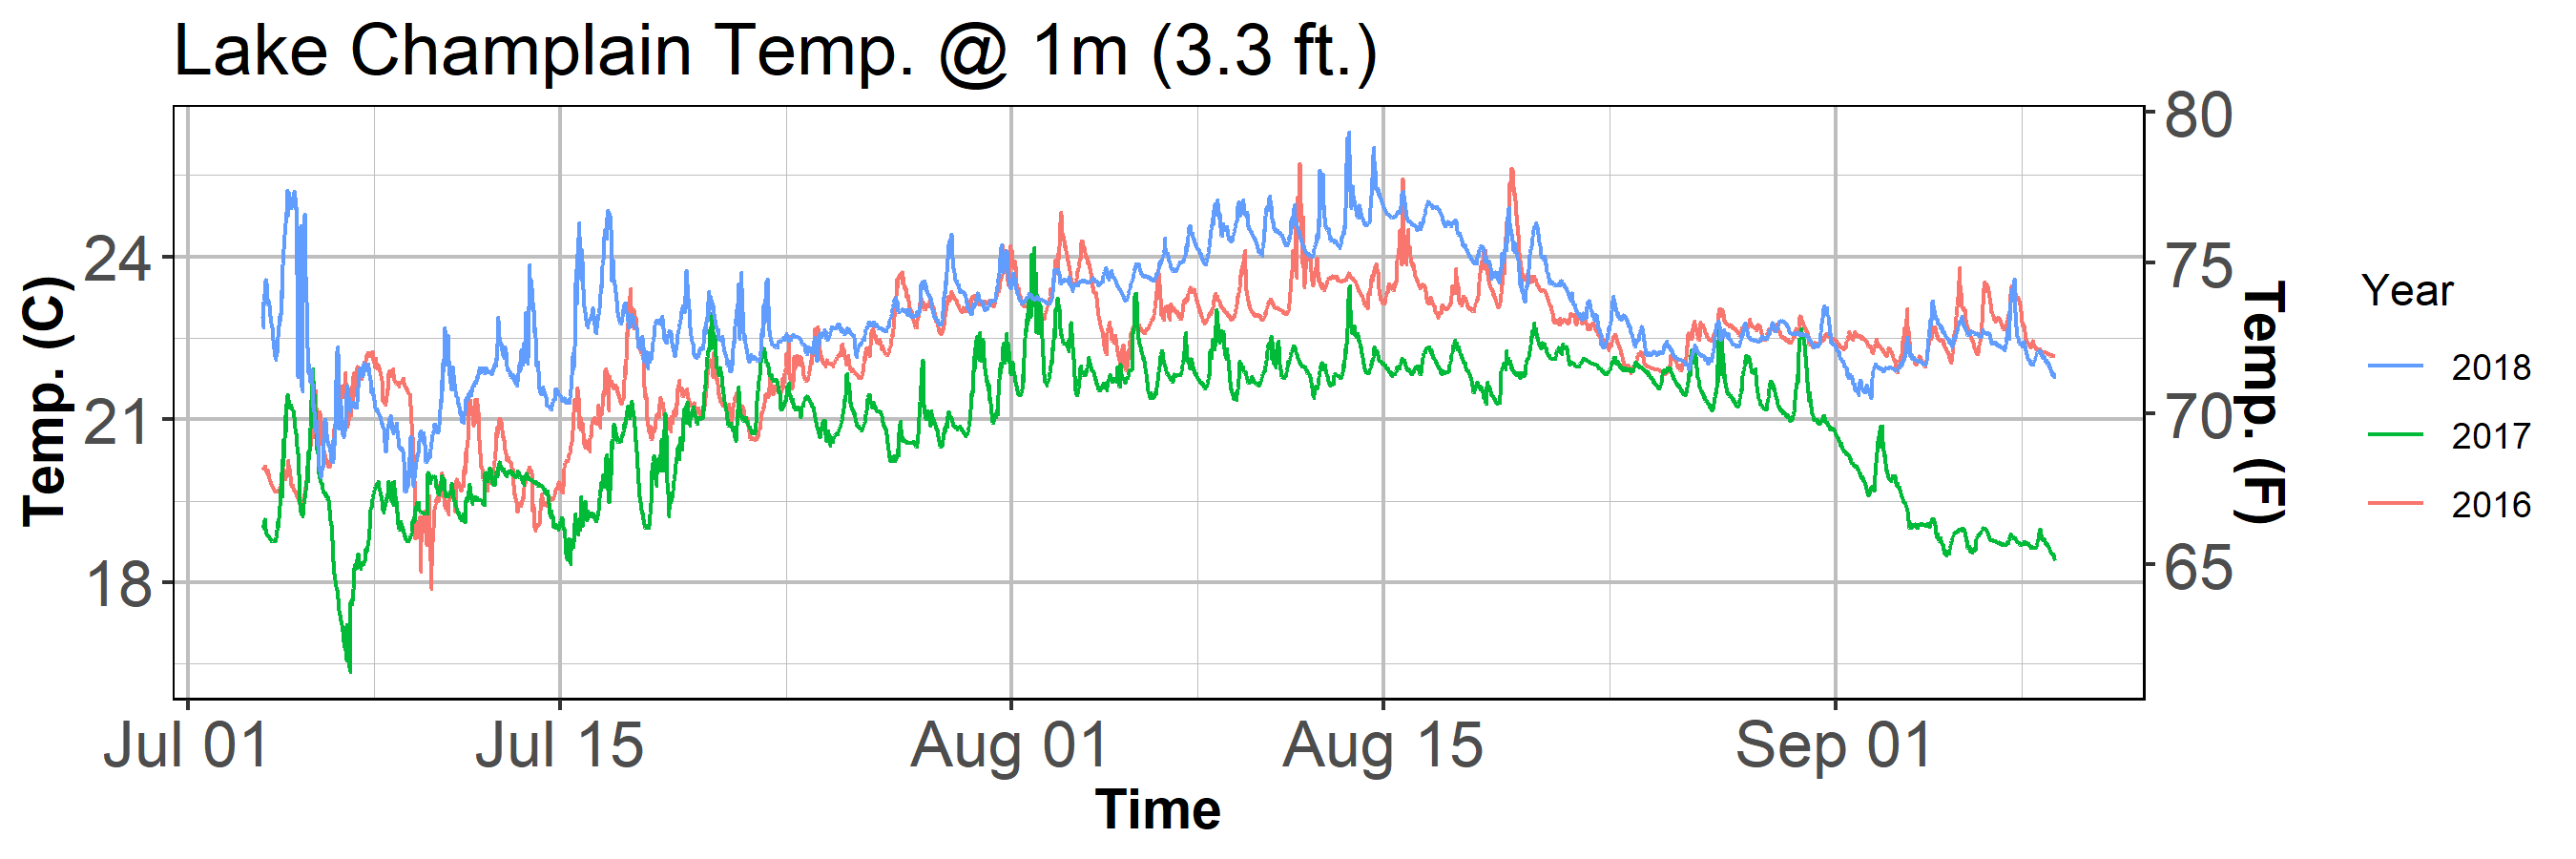 Lake Champlain Temp. @ 1m (3.3 ft.)
Temp. (C)
24
21
18
80
75
70
65
Temp. (F)
Jul 01
Jul 15
Aug 01
Aug 15
Sep 01
Time
Year
2018
2017
2016